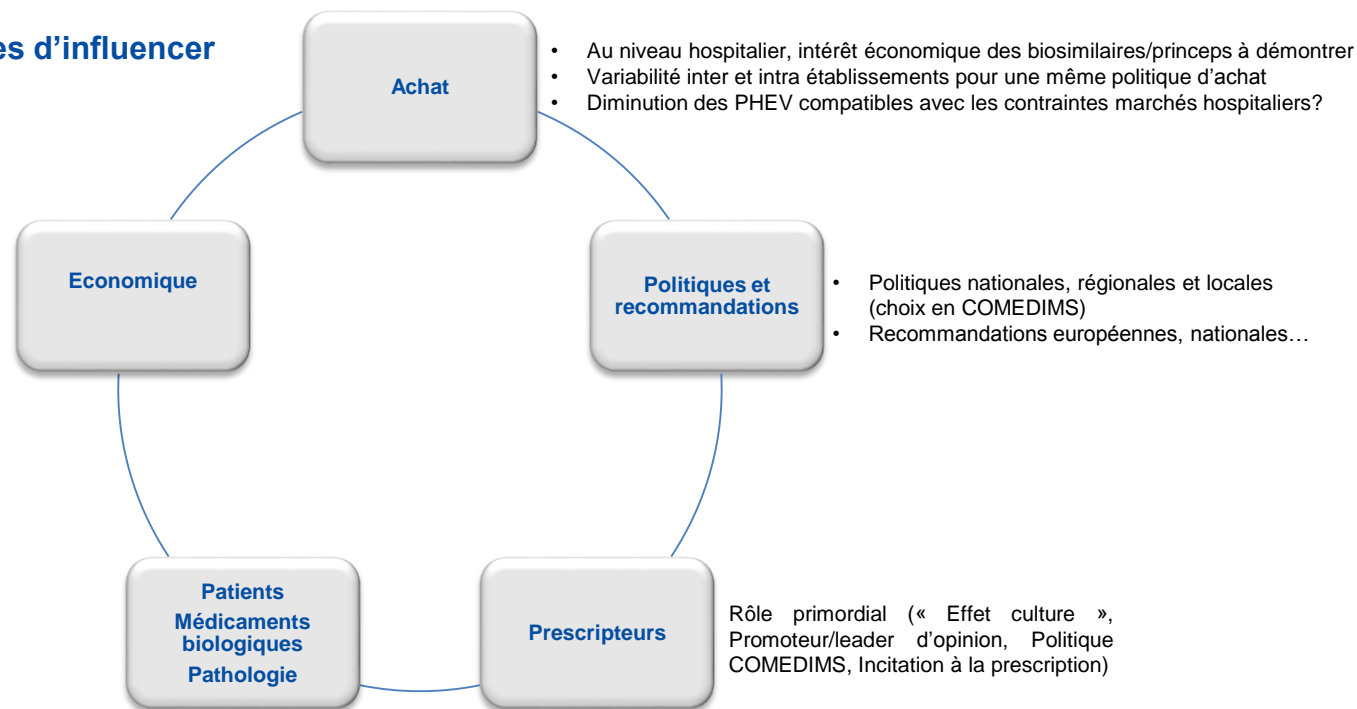 es d’influencer
Achat
• Au niveau hospitalier, intérêt économique des biosimilaires/princeps à démontrer
• Variabilité inter et intra établissements pour une même politique d’achat
• Diminution des PHEV compatibles avec les contraintes marchés hospitaliers?
Economique
Politiques et
recommandations
• Politiques nationales, régionales et locales
(choix en COMEDIMS)
• Recommandations européennes, nationales…
Patients
Médicaments
biologiques
Pathologie
Prescripteurs
Rôle primordial (« Effet culture »,
Promoteur/leader d’opinion, Politique
COMEDIMS, Incitation à la prescription)